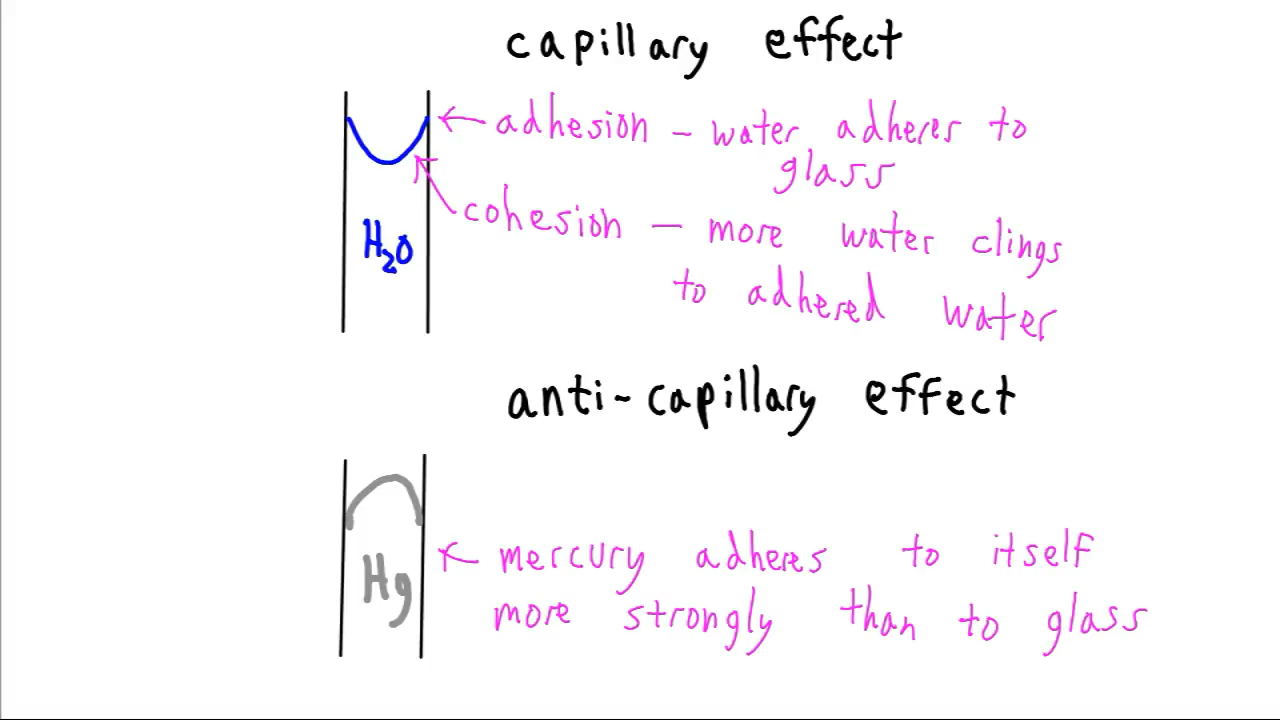 capillary effect
adhesion – water adheres to
glass
cohesion – more water clings
to adhered water
H₂O
anti-capillary effect
Hg
mercury adheres to itself
more strongly than to glass